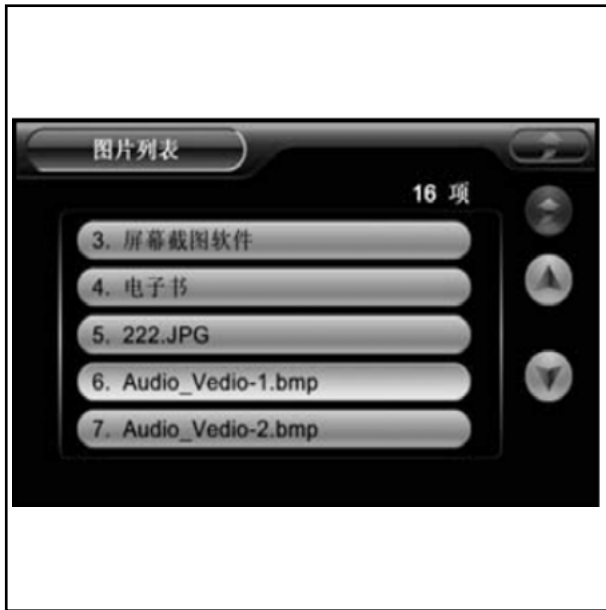 图片列表
16 项
3. 屏幕截图软件
4. 电子书
5. 222.JPG
6. Audio_Vedio-1.bmp
7. Audio_Vedio-2.bmp